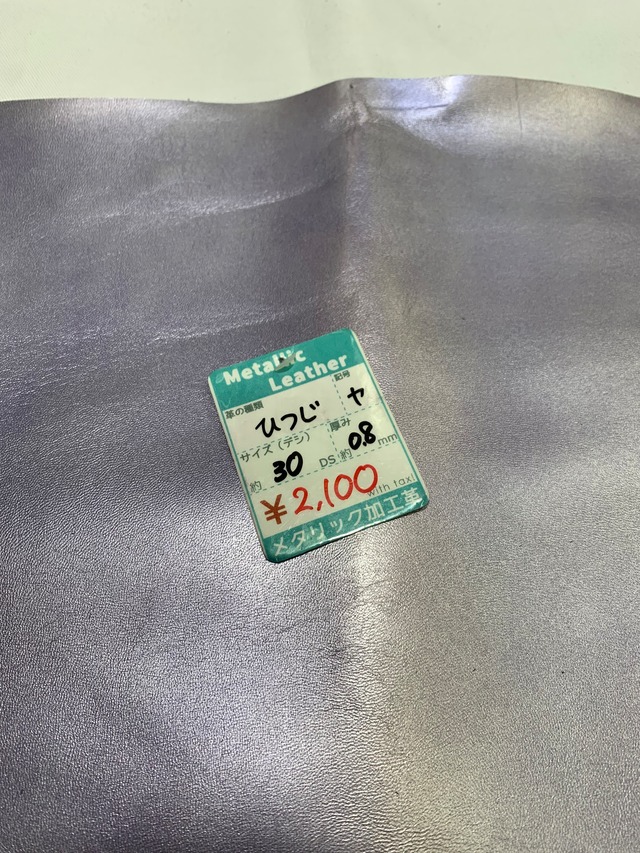 Metallic
Leather
革の種類
ひつじ
記号
ヤ
サイズ(デシ)
約 30 DS
厚み
約 0.8 mm
¥2,100
with tax
メタリック加工革